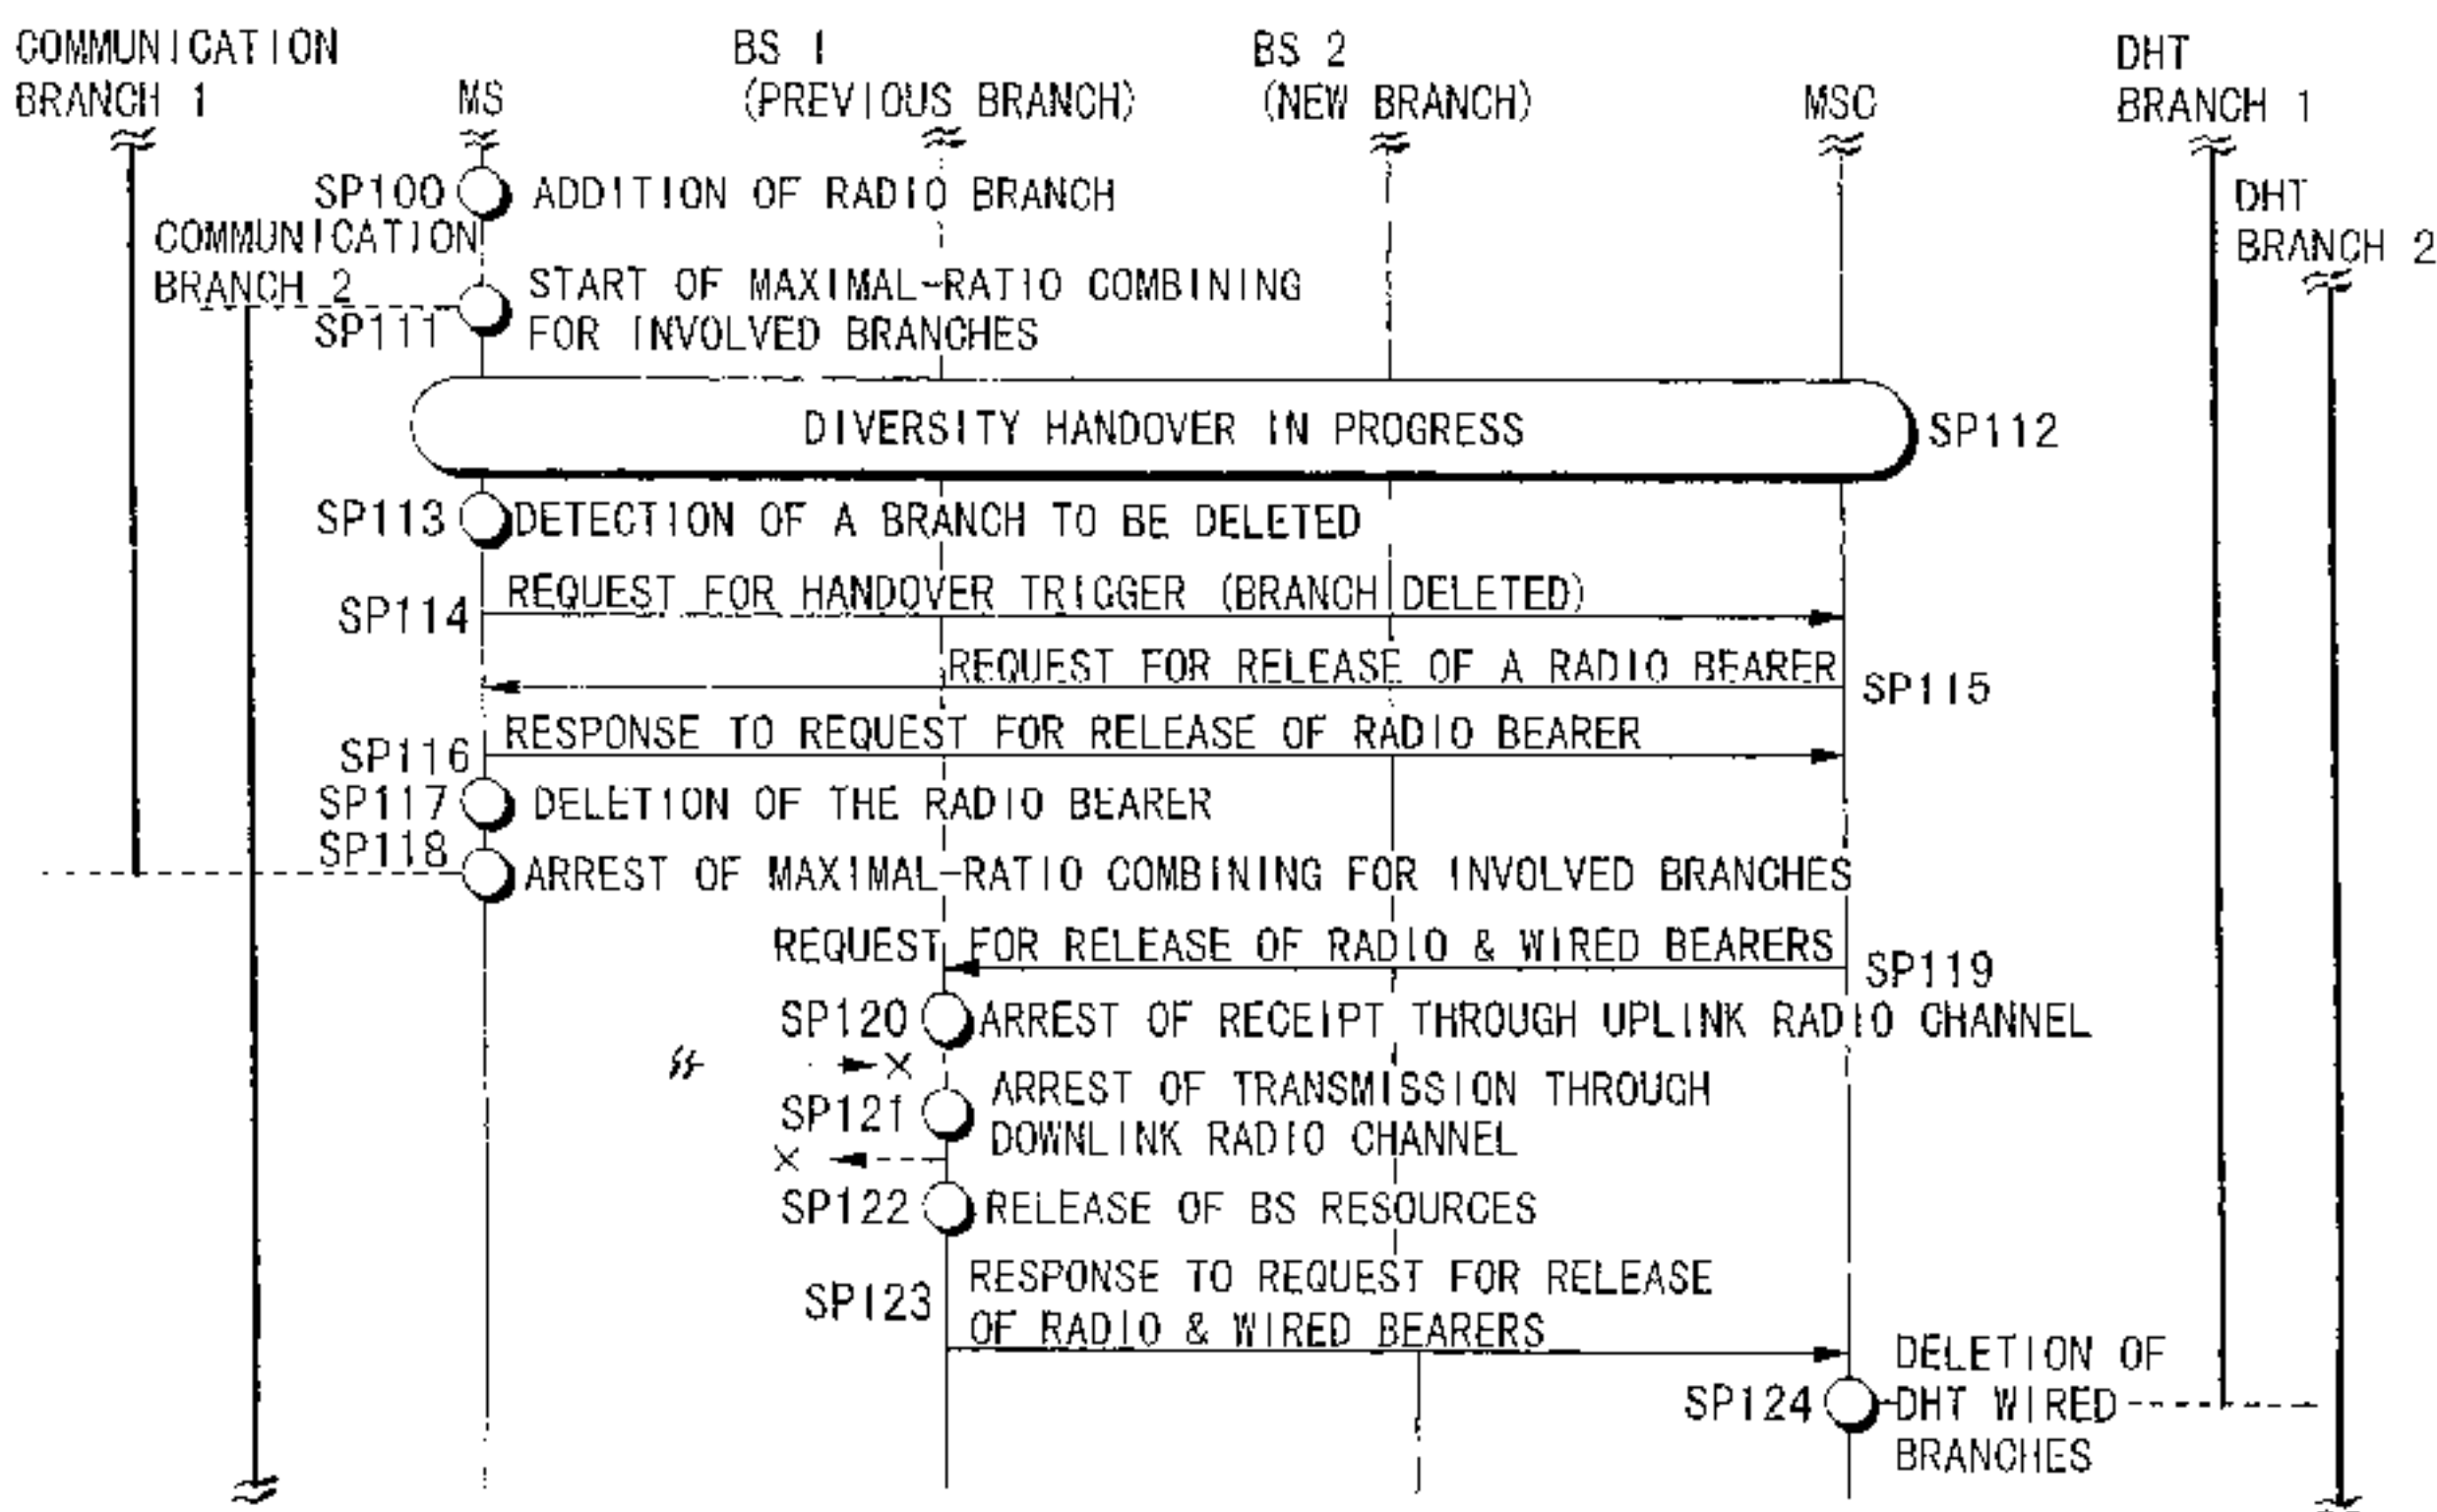 COMMUNICATION
BRANCH 1
MS
BS 1
(PREVIOUS BRANCH)
BS 2
(NEW BRANCH)
MSC
DHT
BRANCH 1
DHT
BRANCH 2
SP100
ADDITION OF RADIO BRANCH
COMMUNICATION
BRANCH 2
SP111
START OF MAXIMAL-RATIO COMBINING
FOR INVOLVED BRANCHES
DIVERSITY HANDOVER IN PROGRESS
SP112
SP113
DETECTION OF A BRANCH TO BE DELETED
SP114
REQUEST FOR HANDOVER TRIGGER (BRANCH DELETED)
REQUEST FOR RELEASE OF A RADIO BEARER
SP115
RESPONSE TO REQUEST FOR RELEASE OF RADIO BEARER
SP116
SP117
DELETION OF THE RADIO BEARER
SP118
ARREST OF MAXIMAL-RATIO COMBINING FOR INVOLVED BRANCHES
REQUEST FOR RELEASE OF RADIO & WIRED BEARERS
SP119
SP120
ARREST OF RECEIPT THROUGH UPLINK RADIO CHANNEL
SP121
ARREST OF TRANSMISSION THROUGH
DOWNLINK RADIO CHANNEL
SP122
RELEASE OF BS RESOURCES
SP123
RESPONSE TO REQUEST FOR RELEASE
OF RADIO & WIRED BEARERS
SP124
DELETION OF
DHT WIRED
BRANCHES